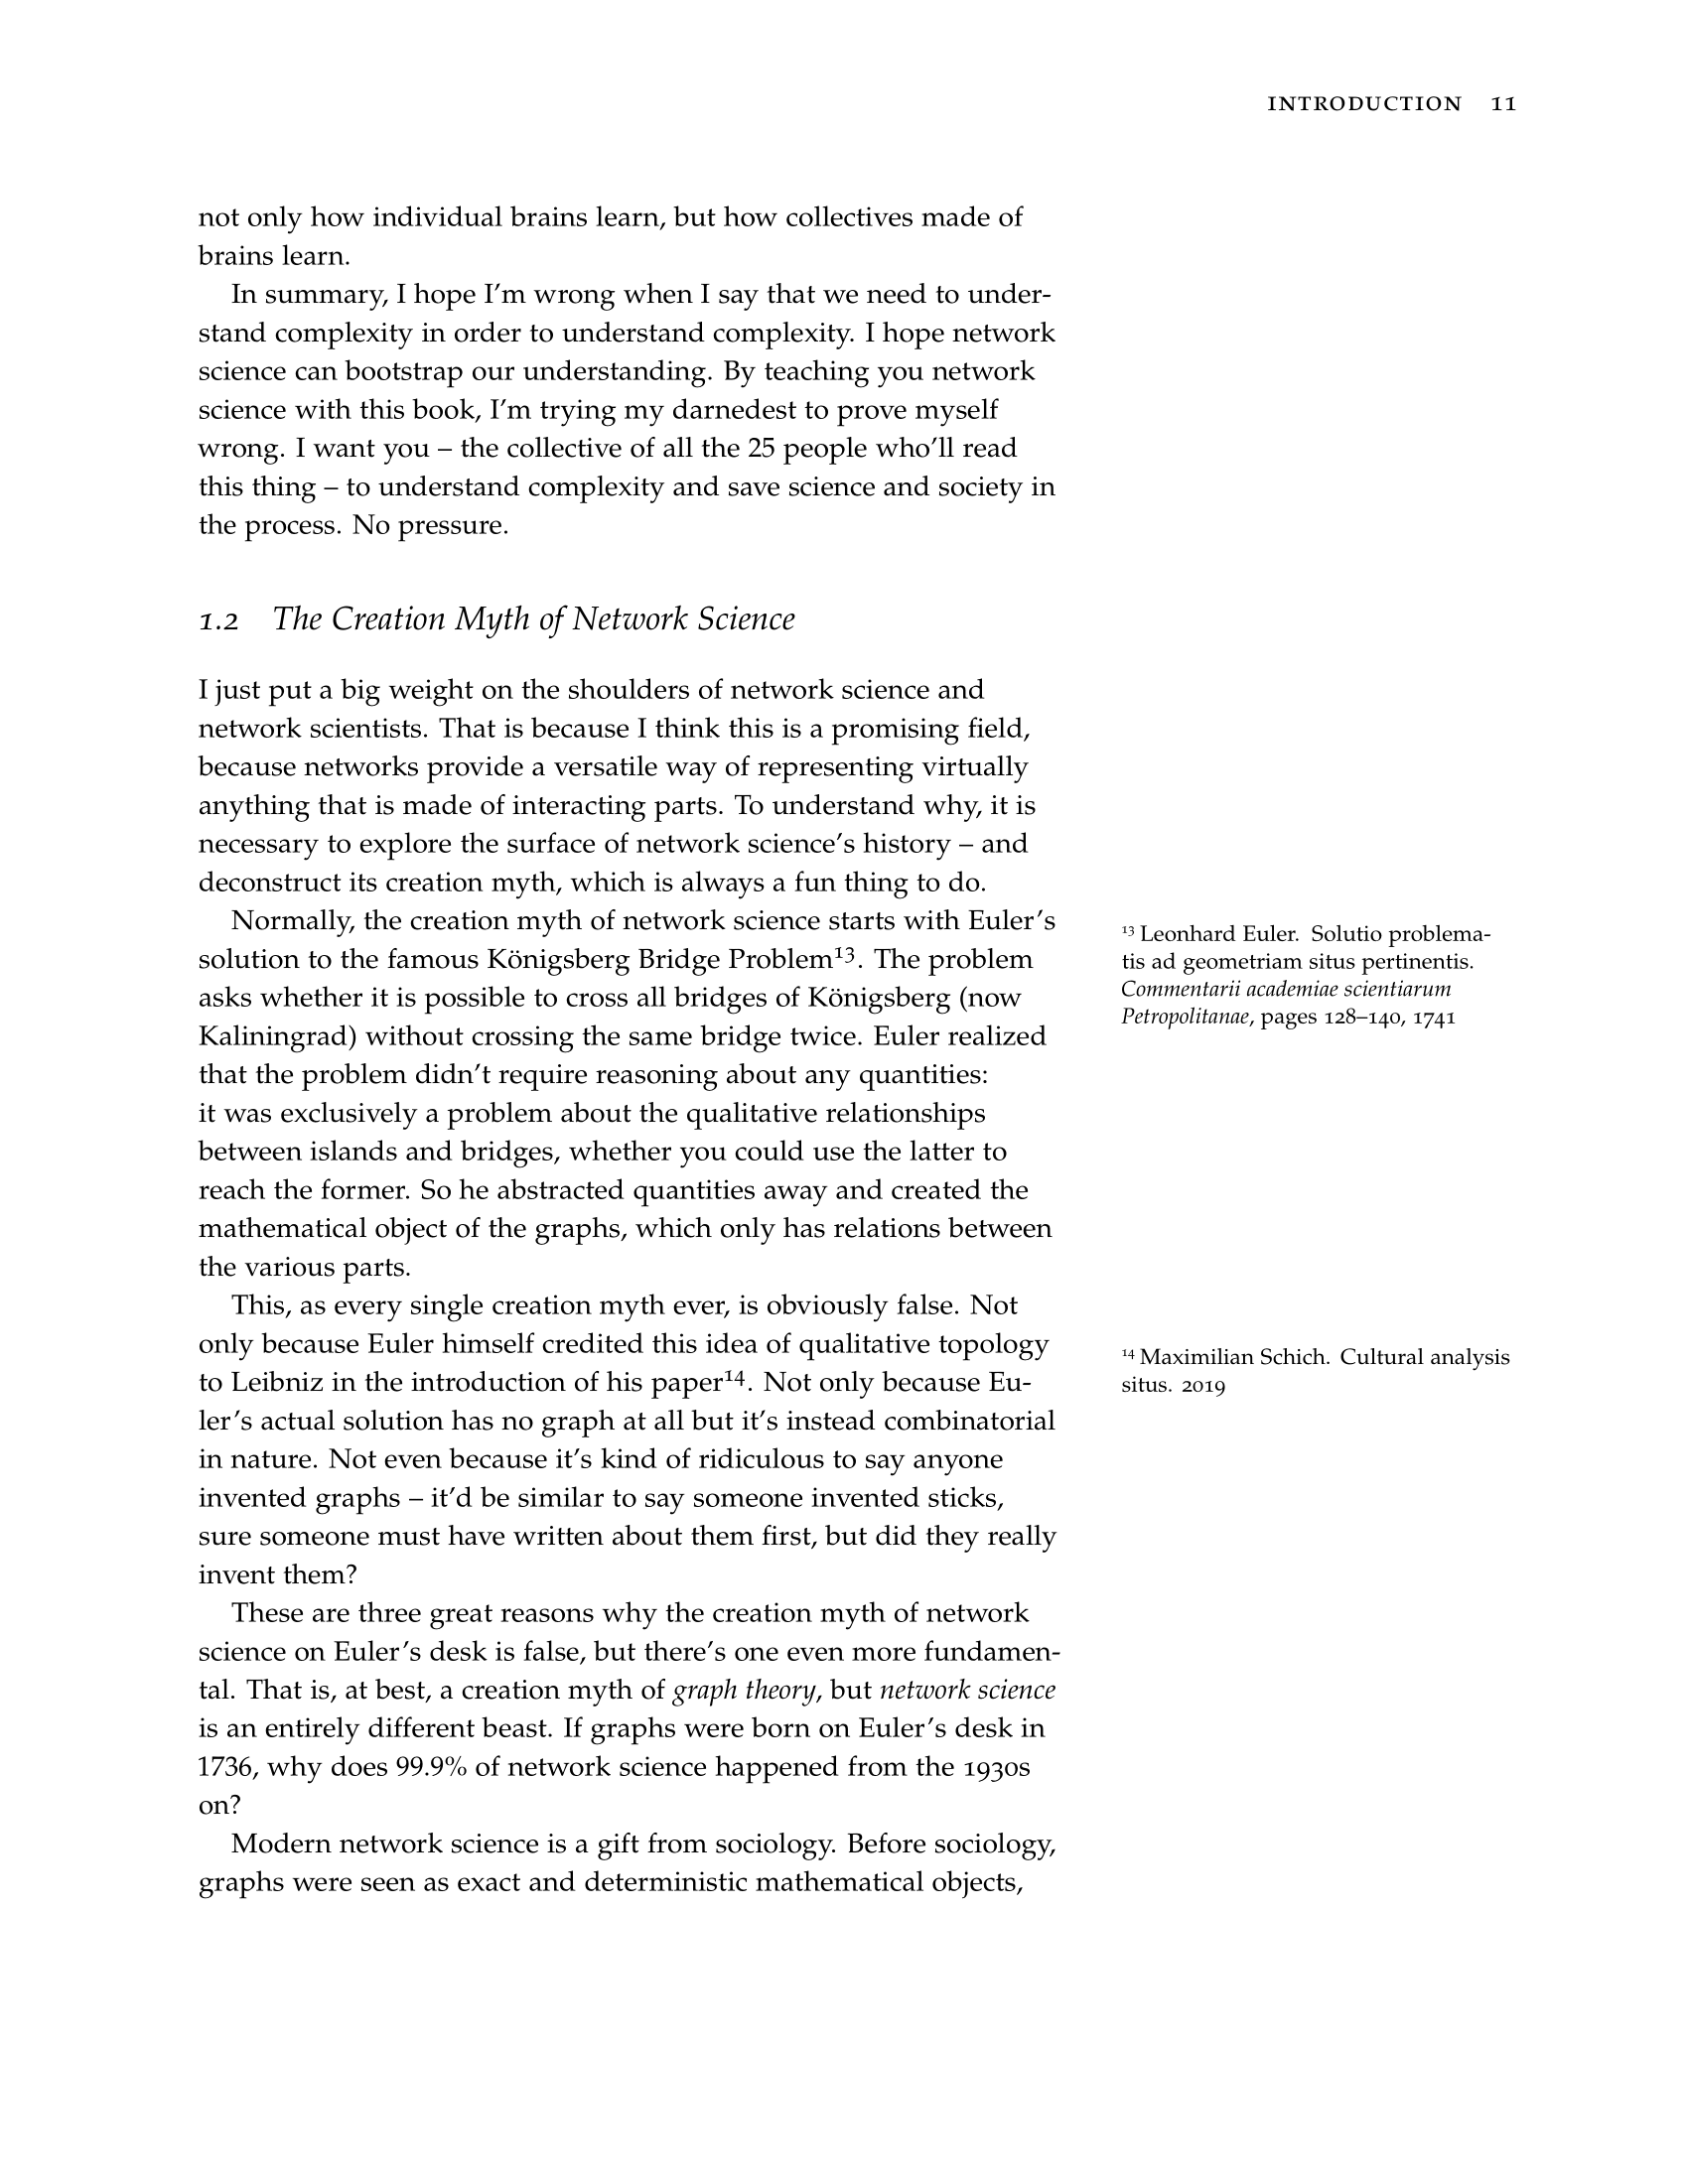 INTRODUCTION 11
not only how individual brains learn, but how collectives made of
brains learn.
In summary, I hope I'm wrong when I say that we need to under-
stand complexity in order to understand complexity. I hope network
science can bootstrap our understanding. By teaching you network
science with this book, I'm trying my darnedest to prove myself
wrong. I want you – the collective of all the 25 people who'll read
this thing – to understand complexity and save science and society in
the process. No pressure.
1.2 The Creation Myth of Network Science
I just put a big weight on the shoulders of network science and
network scientists. That is because I think this is a promising field,
because networks provide a versatile way of representing virtually
anything that is made of interacting parts. To understand why, it is
necessary to explore the surface of network science's history – and
deconstruct its creation myth, which is always a fun thing to do.
Normally, the creation myth of network science starts with Euler's
solution to the famous Königsberg Bridge Problem¹³. The problem
asks whether it is possible to cross all bridges of Königsberg (now
Kaliningrad) without crossing the same bridge twice. Euler realized
that the problem didn't require reasoning about any quantities:
it was exclusively a problem about the qualitative relationships
between islands and bridges, whether you could use the latter to
reach the former. So he abstracted quantities away and created the
mathematical object of the graphs, which only has relations between
the various parts.
This, as every single creation myth ever, is obviously false. Not
only because Euler himself credited this idea of qualitative topology
to Leibniz in the introduction of his paper¹⁴. Not only because Eu-
ler's actual solution has no graph at all but it's instead combinatorial
in nature. Not even because it's kind of ridiculous to say anyone
invented graphs – it'd be similar to say someone invented sticks,
sure someone must have written about them first, but did they really
invent them?
These are three great reasons why the creation myth of network
science on Euler's desk is false, but there's one even more fundamen-
tal. That is, at best, a creation myth of graph theory, but network science
is an entirely different beast. If graphs were born on Euler's desk in
1736, why does 99.9% of network science happened from the 1930s
on?
Modern network science is a gift from sociology. Before sociology,
graphs were seen as exact and deterministic mathematical objects,
¹³ Leonhard Euler. Solutio problema-
tis ad geometriam situs pertinentis.
Commentarii academiae scientiarum
Petropolitanae, pages 128–140, 1741
¹⁴ Maximilian Schich. Cultural analysis
situs. 2019